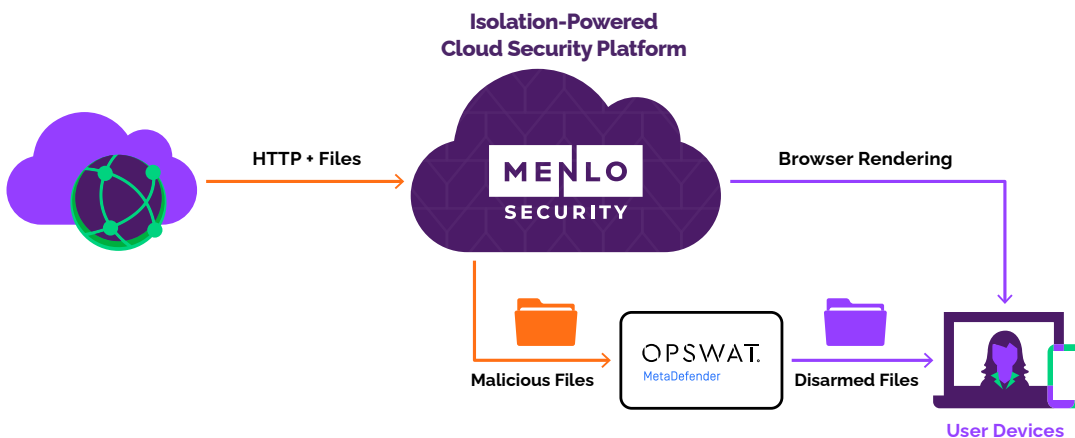 Isolation-Powered
Cloud Security Platform
HTTP + Files
MENLO
SECURITY
Browser Rendering
OPSWAT.
MetaDefender
Malicious Files
Disarmed Files
User Devices